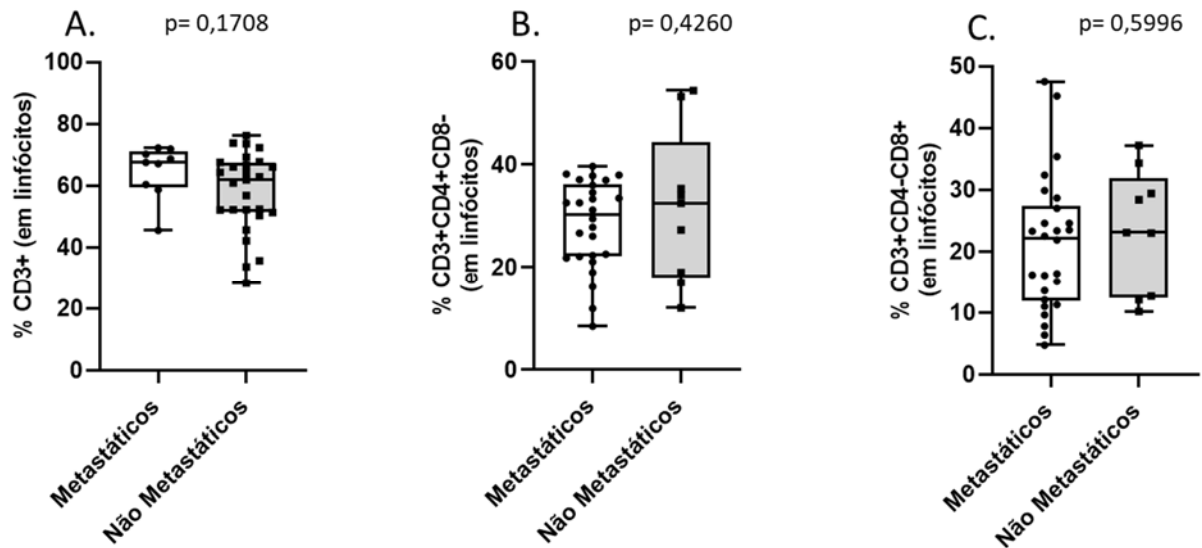 A.
p= 0,1708
% CD3+ (em linfócitos)
100
80
60
40
20
0
Metastáticos
Não Metastáticos
B.
p= 0,4260
% CD3+CD4+CD8-
(em linfócitos)
60
40
20
0
Metastáticos
Não Metastáticos
C.
p= 0,5996
% CD3+CD4-CD8+
(em linfócitos)
50
40
30
20
10
0
Metastáticos
Não Metastáticos